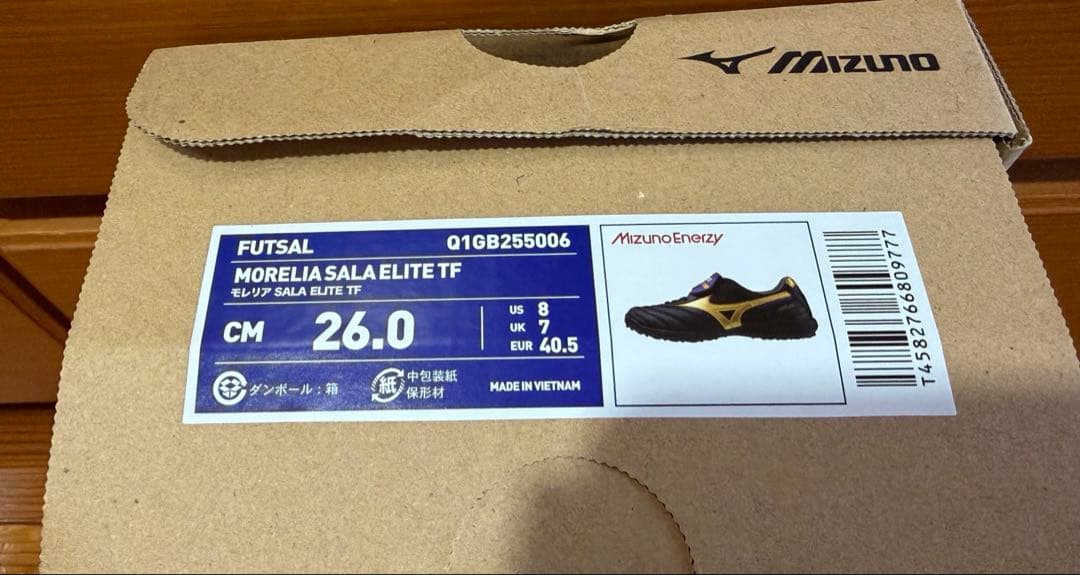 MIZUNO
FUTSAL Q1GB255006
MORELIA SALA ELITE TF
モレリア SALA ELITE TF
CM 26.0
US 8
UK 7
EUR 40.5
ダンボール：箱
紙 中包装紙
保形材
MADE IN VIETNAM
MizunoEnerzy
T4582766809777